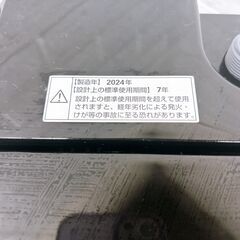 【製造年】2024年
【設計上の標準使用期間】7年
設計上の標準使用期間を超えて使用
されますと、経年劣化による発火・
けが等の事故に至る恐れがあります。